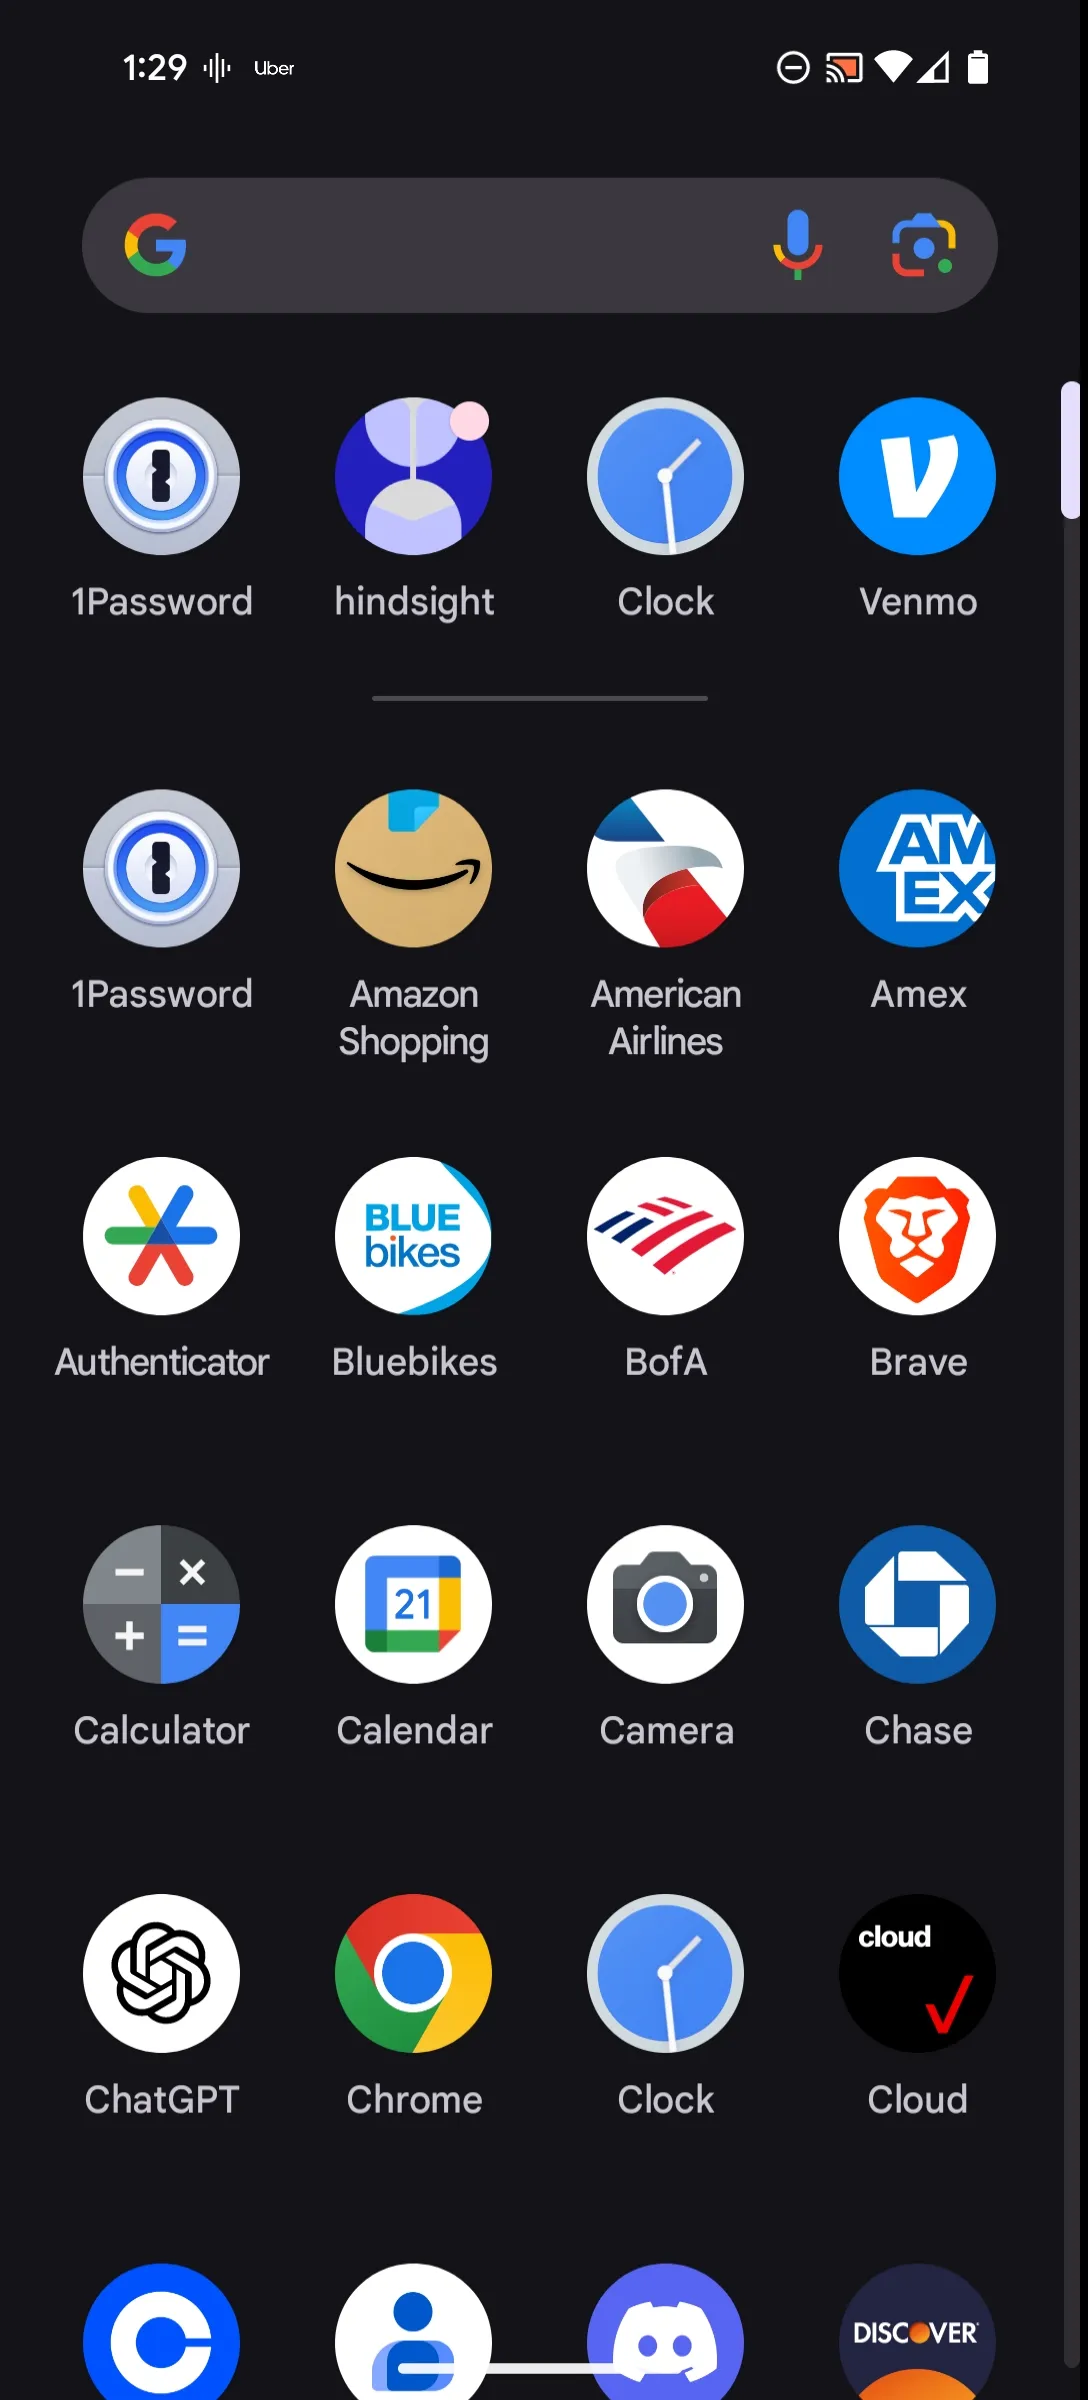 1:29 Uber
1Password hindsight Clock Venmo
1Password Amazon Shopping American Airlines AM EX Amex
BLUE bikes
Authenticator Bluebikes BofA Brave
21
Calculator Calendar Camera Chase
cloud
ChatGPT Chrome Clock Cloud
DISCOVER